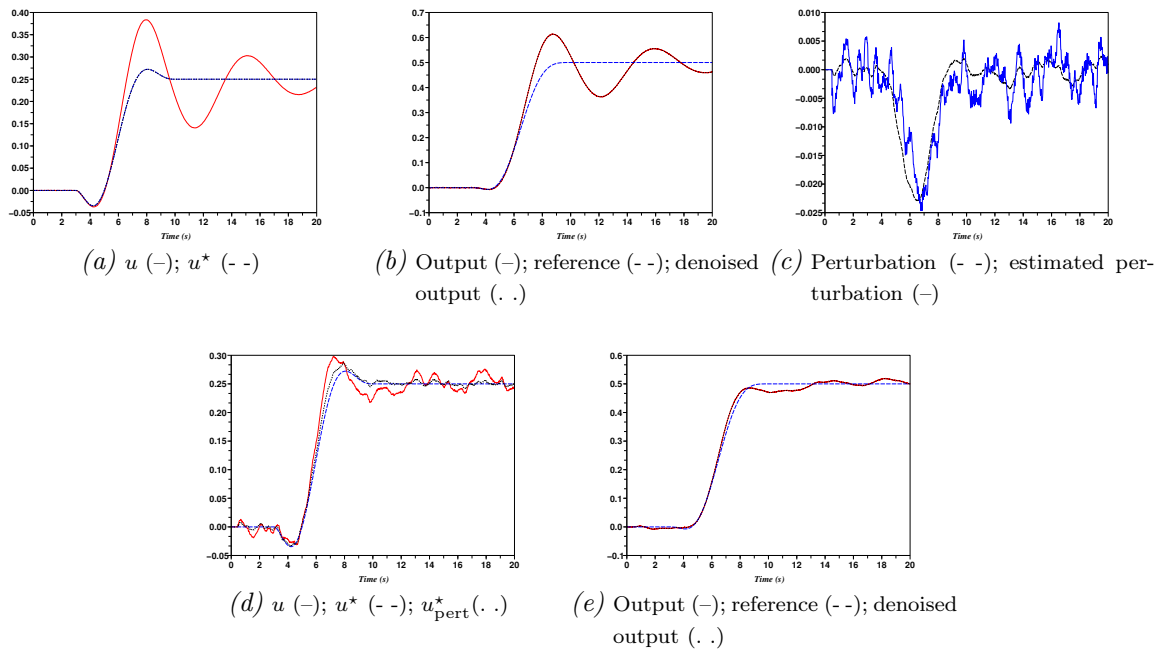 0.40
0.35
0.30
0.25
0.20
0.15
0.10
0.05
0.00
−0.05
0 2 4 6 8 10 12 14 16 18 20
Time (s)
(a) u (–); u⋆ (- -)
0.7
0.6
0.5
0.4
0.3
0.2
0.1
0.0
−0.1
0 2 4 6 8 10 12 14 16 18 20
Time (s)
(b) Output (–); reference (- -); denoised
output (. .)
0.010
0.005
0.000
−0.005
−0.010
−0.015
−0.020
−0.025
0 2 4 6 8 10 12 14 16 18 20
Time (s)
(c) Perturbation (- -); estimated per-
turbation (–)
0.30
0.25
0.20
0.15
0.10
0.05
0.00
−0.05
0 2 4 6 8 10 12 14 16 18 20
Time (s)
(d) u (–); u⋆ (- -); u⋆pert(. .)
0.6
0.5
0.4
0.3
0.2
0.1
0.0
−0.1
0 2 4 6 8 10 12 14 16 18 20
Time (s)
(e) Output (–); reference (- -); denoised
output (. .)